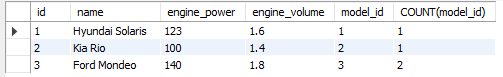 id name engine_power engine_volume model_id COUNT(model_id)
1 Hyundai Solaris 123 1.6 1 1
2 Kia Rio 100 1.4 2 1
3 Ford Mondeo 140 1.8 3 2